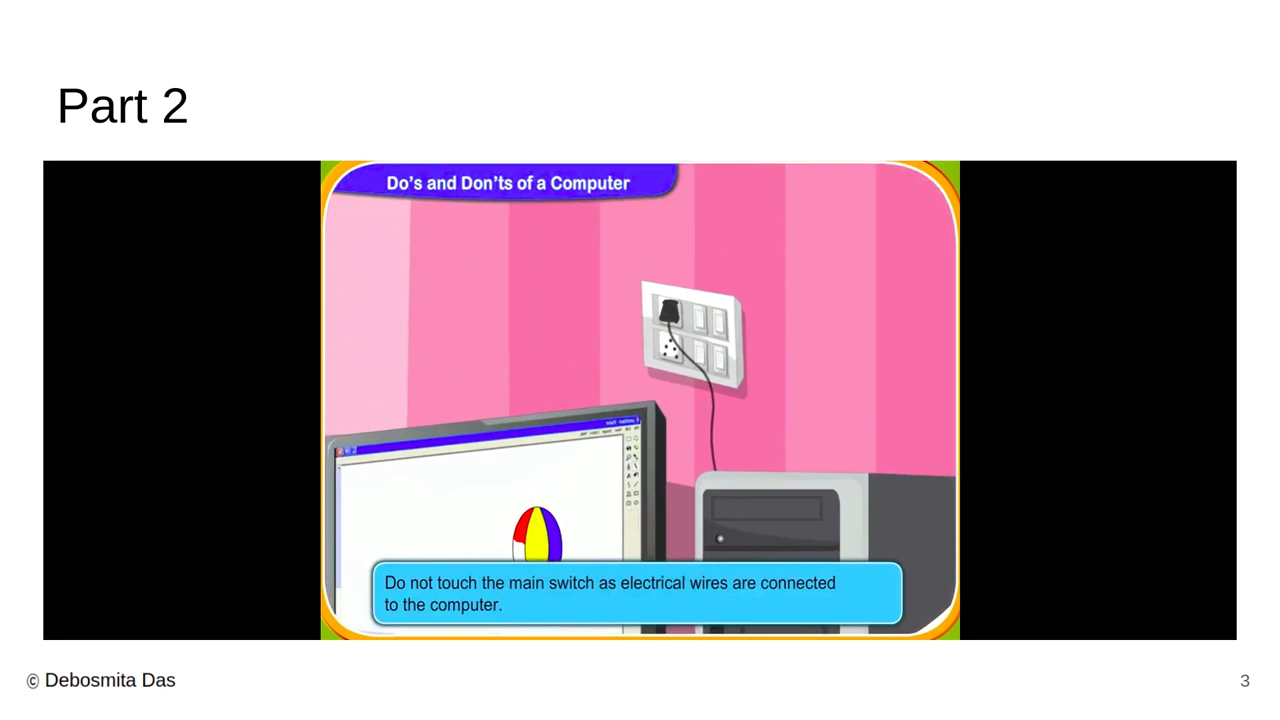 Part 2
Do's and Don'ts of a Computer
Do not touch the main switch as electrical wires are connected
to the computer.
© Debosmita Das
3